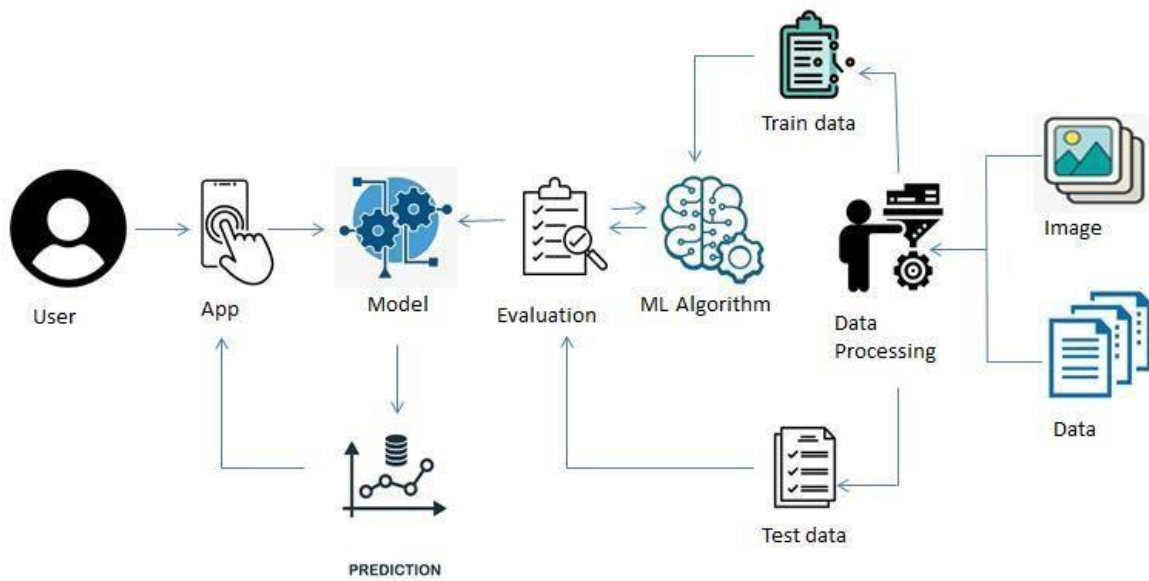 Train data
Image
User
App
Model
Evaluation
ML Algorithm
Data
Processing
Data
Test data
PREDICTION